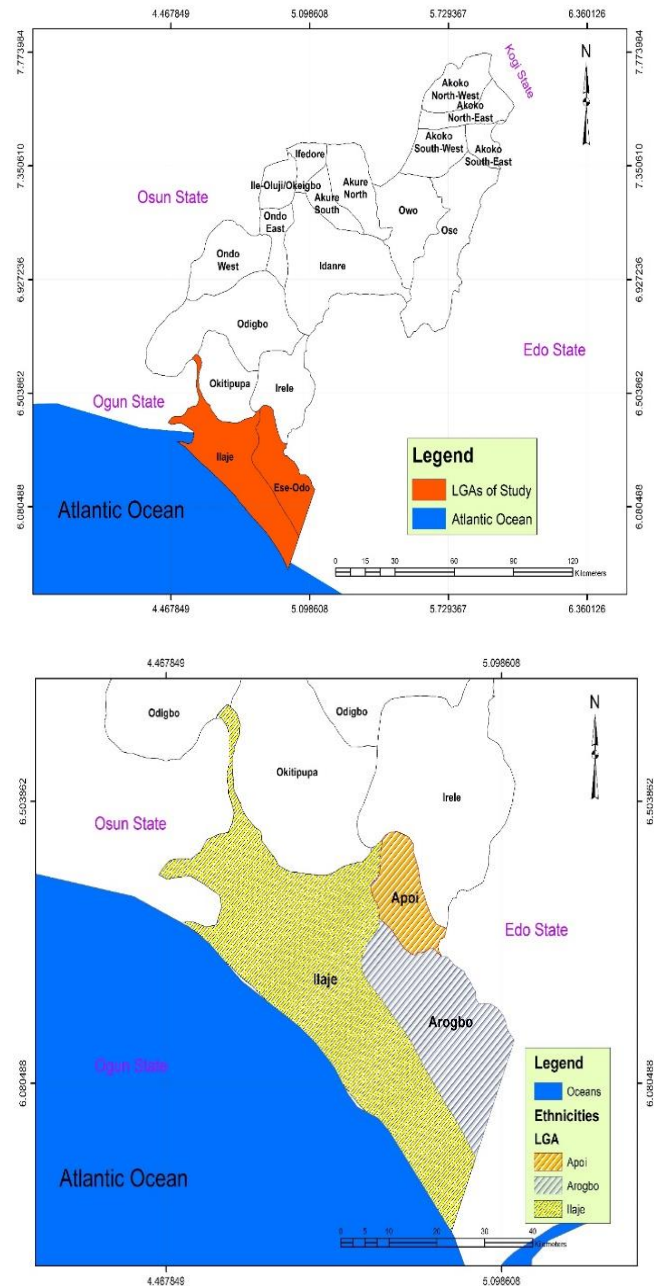 4.467849 5.098608 5.729367 6.360126
7.773984 7.773984
Kogi State
N
Akoko
North-West
Akoko
North-East
Akoko
South-West
Akoko
South-East
7.350610 7.350610
Ifedore
Ile-Oluji/Okeigbo
Akure
North
Akure
South
Osun State
Ondo
East
Owo
Ose
Ondo
West
Idanre
6.927236 6.927236
Odigbo
Edo State
Okitipupa
Irele
6.503862 6.503862
Ogun State
Ilaje
Ese-Odo
Legend
LGAs of Study
Atlantic Ocean
Atlantic Ocean
6.080488 6.080488
0 15 30 60 90 120
Kilometers
4.467849 5.098608 5.729367 6.360126
4.467849 5.098608
Odigbo
Odigbo
N
Okitipupa
Irele
6.503862 6.503862
Osun State
Apoi
Edo State
Ilaje
Arogbo
Ogun State
6.080488 6.080488
Legend
Oceans
Ethnicities
LGA
Apoi
Arogbo
Ilaje
Atlantic Ocean
0 5 10 20 30 40
Kilometers
4.467849 5.098608